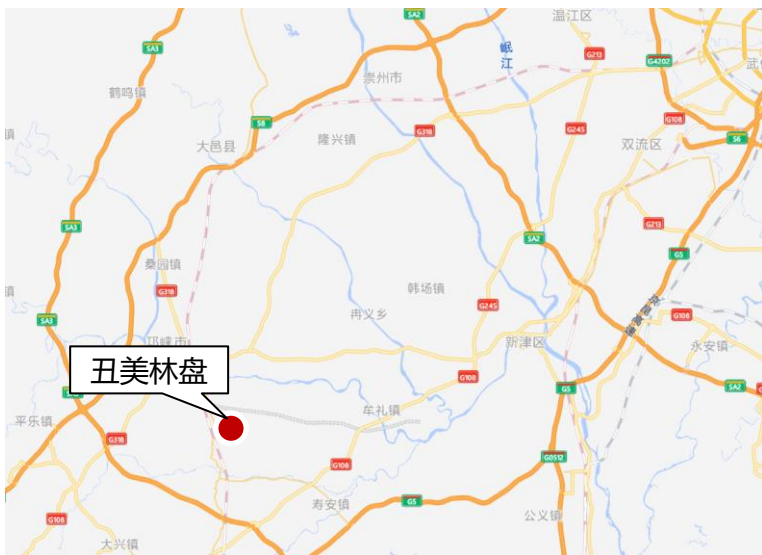 SA2
温江区
SA3
G213
岷
江
G4202
武
崇州市
鹤鸣镇
S8
G318
G245
G108
镇
大邑县
隆兴镇
双流区
S6
SA3
G213
SA2
G5
桑园镇
G318
韩场镇
镇
G245
冉义乡
G108
SA3
邛崃市
新津区
永安镇
丑美林盘
G108
G5
SA2
牟礼镇
平乐镇
G318
G108
G0512
寿安镇
G5
G108
公义镇
大兴镇